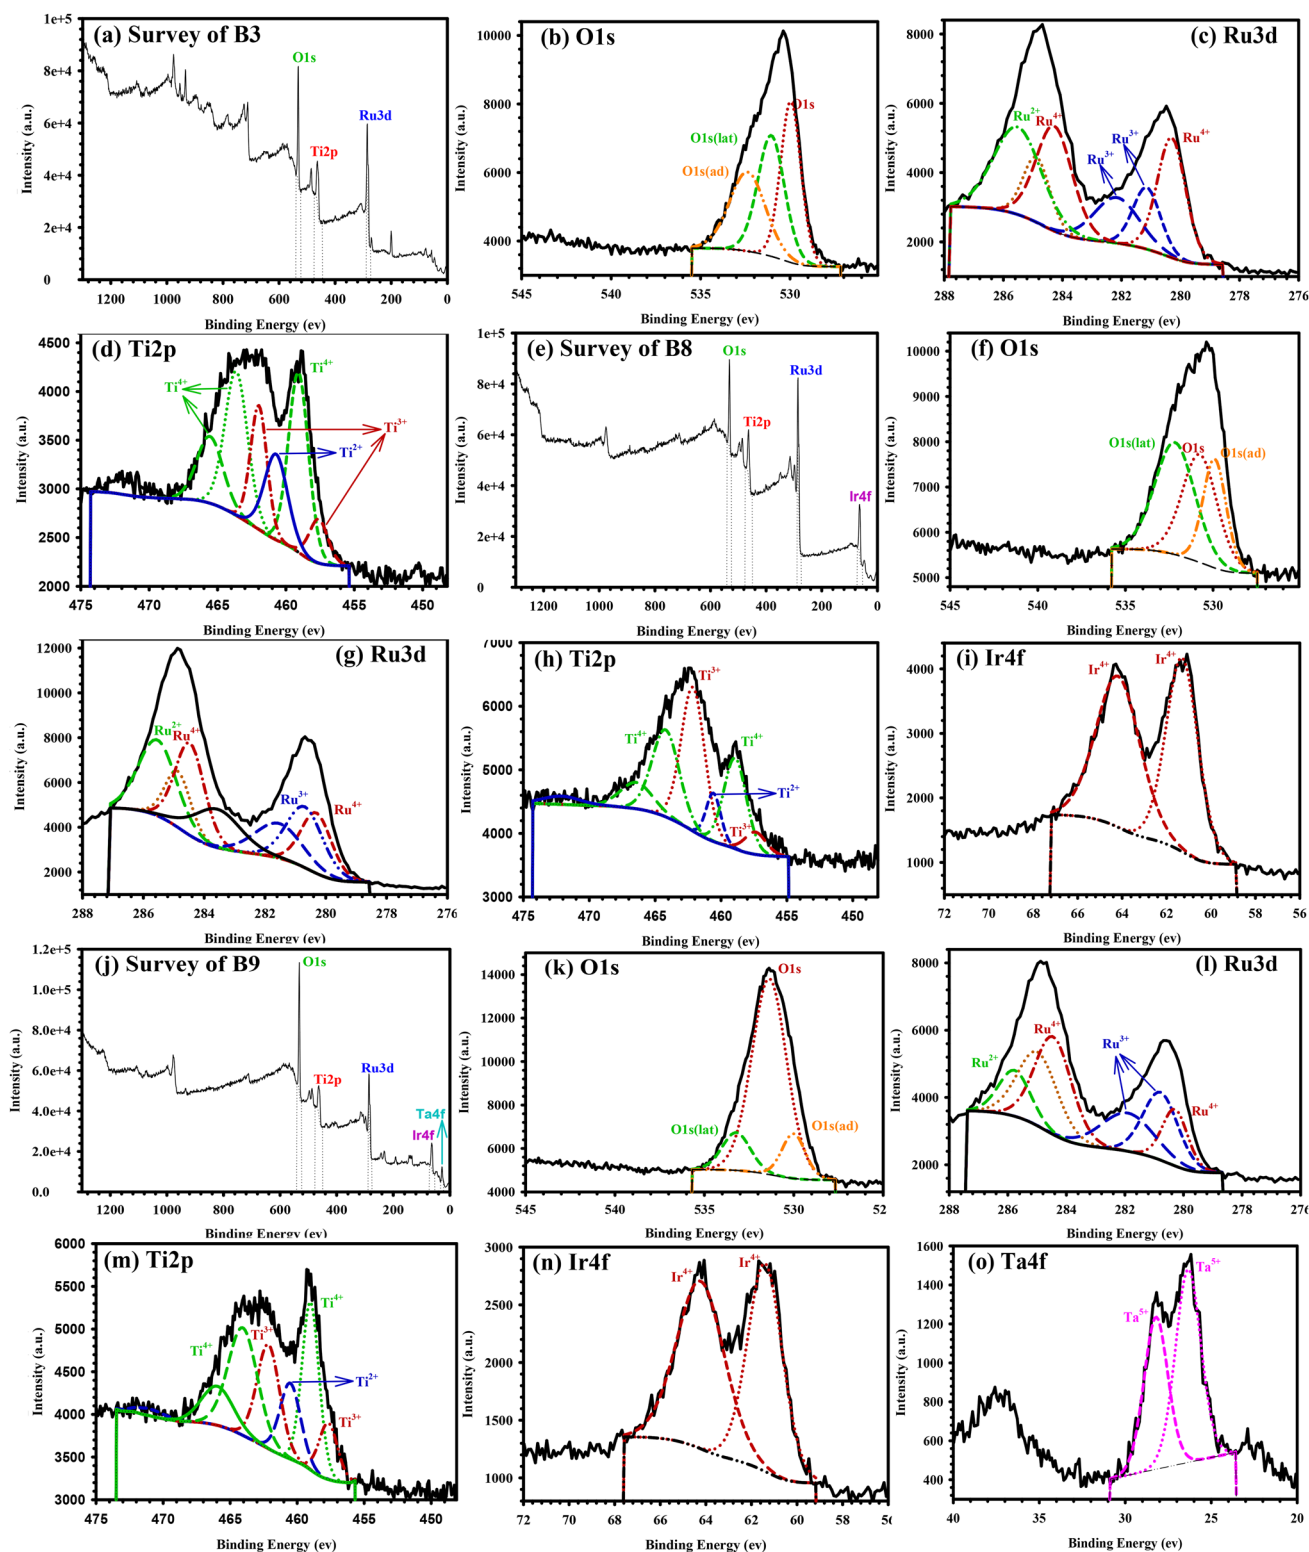 (a) Survey of B3
1e+5
8e+4
6e+4
4e+4
2e+4
0
Intensity (a.u.)
O1s
Ti2p
Ru3d
1200 1000 800 600 400 200 0
Binding Energy (ev)
(b) O1s
10000
8000
6000
4000
Intensity (a.u.)
O1s
O1s(lat)
O1s(ad)
545 540 535 530
Binding Energy (ev)
(c) Ru3d
8000
6000
4000
2000
Intensity (a.u.)
Ru2+
Ru4+
Ru3+
Ru3+
Ru4+
288 286 284 282 280 278 276
Binding Energy (ev)
(d) Ti2p
4500
4000
3500
3000
2500
2000
Intensity (a.u.)
Ti4+
Ti4+
Ti3+
Ti2+
475 470 465 460 455 450
Binding Energy (ev)
(e) Survey of B8
1e+5
8e+4
6e+4
4e+4
2e+4
0
Intensity (a.u.)
O1s
Ti2p
Ru3d
Ir4f
1200 1000 800 600 400 200 0
Binding Energy (ev)
(f) O1s
10000
9000
8000
7000
6000
5000
Intensity (a.u.)
O1s(lat)
O1s
O1s(ad)
545 540 535 530
Binding Energy (ev)
(g) Ru3d
12000
10000
8000
6000
4000
2000
Intensity (a.u.)
Ru2+
Ru4+
Ru3+
Ru4+
288 286 284 282 280 278 276
Binding Energy (ev)
(h) Ti2p
7000
6000
5000
4000
3000
Intensity (a.u.)
Ti3+
Ti4+
Ti4+
Ti2+
Ti3+
475 470 465 460 455 450
Binding Energy (ev)
(i) Ir4f
4000
3000
2000
1000
Intensity (a.u.)
Ir4+
Ir4+
72 70 68 66 64 62 60 58 56
Binding Energy (ev)
(j) Survey of B9
1.2e+5
1.0e+5
8.0e+4
6.0e+4
4.0e+4
2.0e+4
0.0
Intensity (a.u.)
O1s
Ti2p
Ru3d
Ta4f
Ir4f
1200 1000 800 600 400 200 0
Binding Energy (ev)
(k) O1s
14000
12000
10000
8000
6000
4000
Intensity (a.u.)
O1s
O1s(lat)
O1s(ad)
545 540 535 530 52
Binding Energy (ev)
(l) Ru3d
8000
6000
4000
2000
Intensity (a.u.)
Ru2+
Ru4+
Ru3+
Ru4+
288 286 284 282 280 278 276
Binding Energy (ev)
(m) Ti2p
6000
5500
5000
4500
4000
3500
3000
Intensity (a.u.)
Ti4+
Ti4+
Ti3+
Ti2+
Ti3+
475 470 465 460 455 450
Binding Energy (ev)
(n) Ir4f
3000
2600
2200
1800
1400
1000
Intensity (a.u.)
Ir4+
Ir4+
72 70 68 66 64 62 60 58 56
Binding Energy (ev)
(o) Ta4f
1600
1400
1200
1000
800
600
400
Intensity (a.u.)
Ta5+
Ta5+
40 35 30 25 20
Binding Energy (ev)